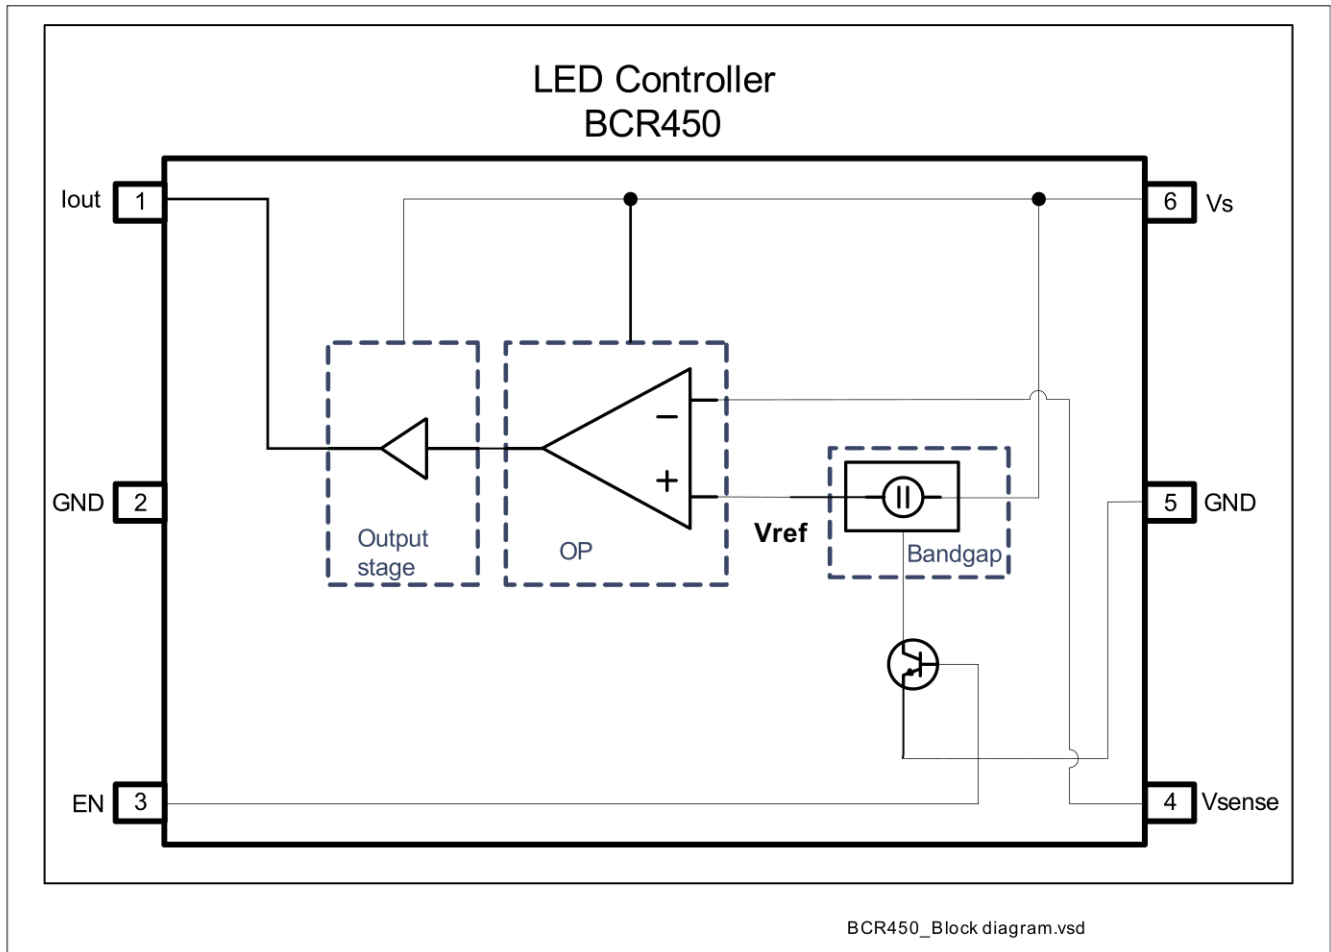 LED Controller
BCR450
Iout
1
6
Vs
−
+
Vref
Output
stage
OP
Bandgap
GND
2
5
GND
EN
3
4
Vsense
BCR450_Block diagram.vsd